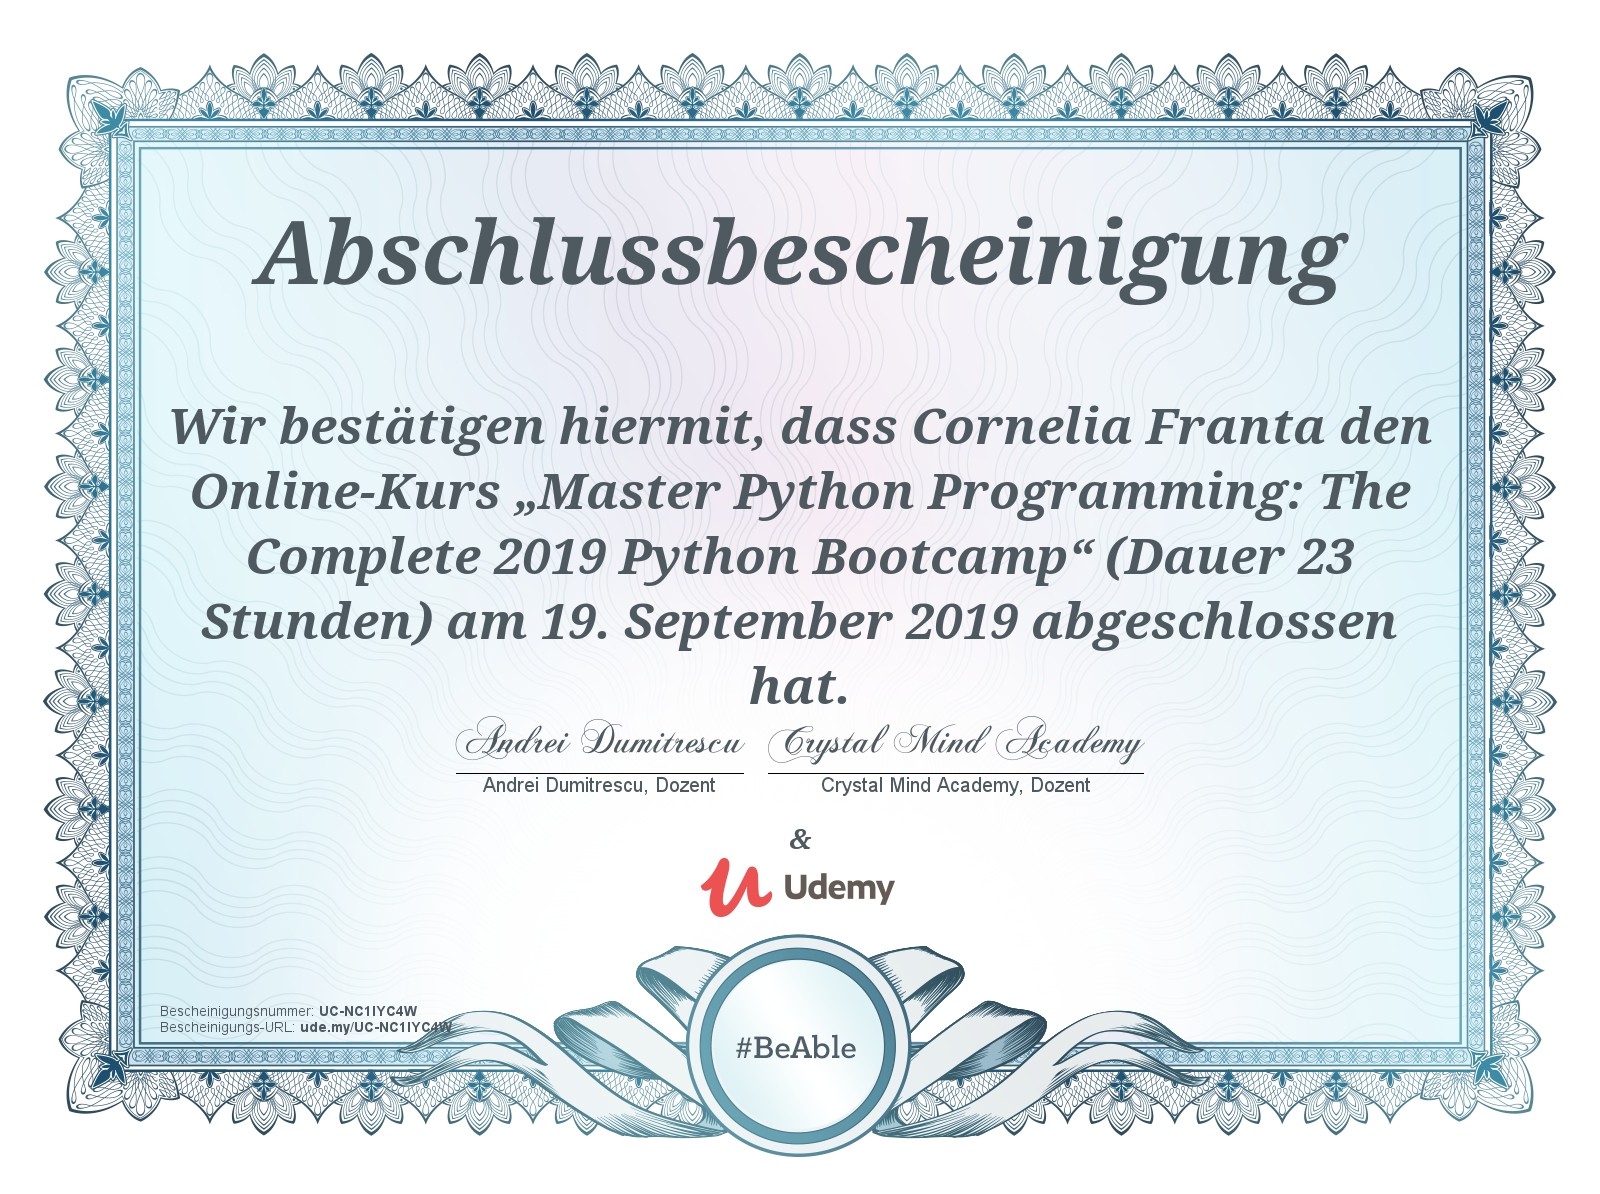 Abschlussbescheinigung
Wir bestätigen hiermit, dass Cornelia Franta den
Online-Kurs „Master Python Programming: The
Complete 2019 Python Bootcamp“ (Dauer 23
Stunden) am 19. September 2019 abgeschlossen
hat.
Andrei Dumitrescu Crystal Mind Academy
Andrei Dumitrescu, Dozent Crystal Mind Academy, Dozent
&
Udemy
Bescheinigungsnummer: UC-NC1IYC4W
Bescheinigungs-URL: ude.my/UC-NC1IYC4W
#BeAble